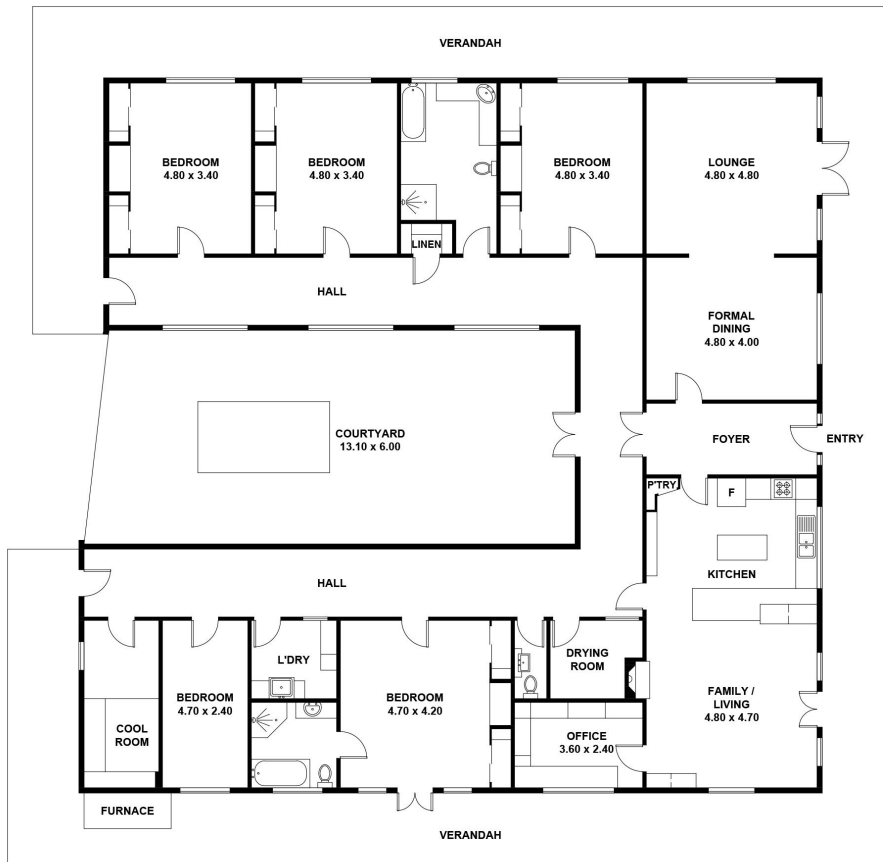 VERANDAH
BEDROOM
4.80 x 3.40
BEDROOM
4.80 x 3.40
BEDROOM
4.80 x 3.40
LOUNGE
4.80 x 4.80
LINEN
HALL
FORMAL
DINING
4.80 x 4.00
COURTYARD
13.10 x 6.00
FOYER
ENTRY
P'TRY
F
KITCHEN
HALL
L'DRY
DRYING
ROOM
BEDROOM
4.70 x 2.40
BEDROOM
4.70 x 4.20
FAMILY /
LIVING
4.80 x 4.70
COOL
ROOM
OFFICE
3.60 x 2.40
FURNACE
VERANDAH